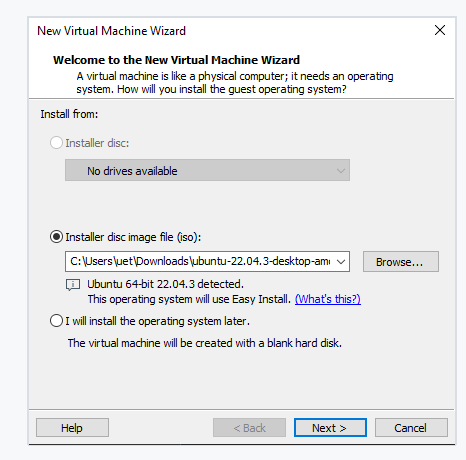 New Virtual Machine Wizard
Welcome to the New Virtual Machine Wizard
A virtual machine is like a physical computer; it needs an operating
system. How will you install the guest operating system?
Install from:
Installer disc:
No drives available
Installer disc image file (iso):
C:\Users\uet\Downloads\ubuntu-22.04.3-desktop-amd
Browse...
Ubuntu 64-bit 22.04.3 detected.
This operating system will use Easy Install. (What's this?)
I will install the operating system later.
The virtual machine will be created with a blank hard disk.
Help
< Back
Next >
Cancel